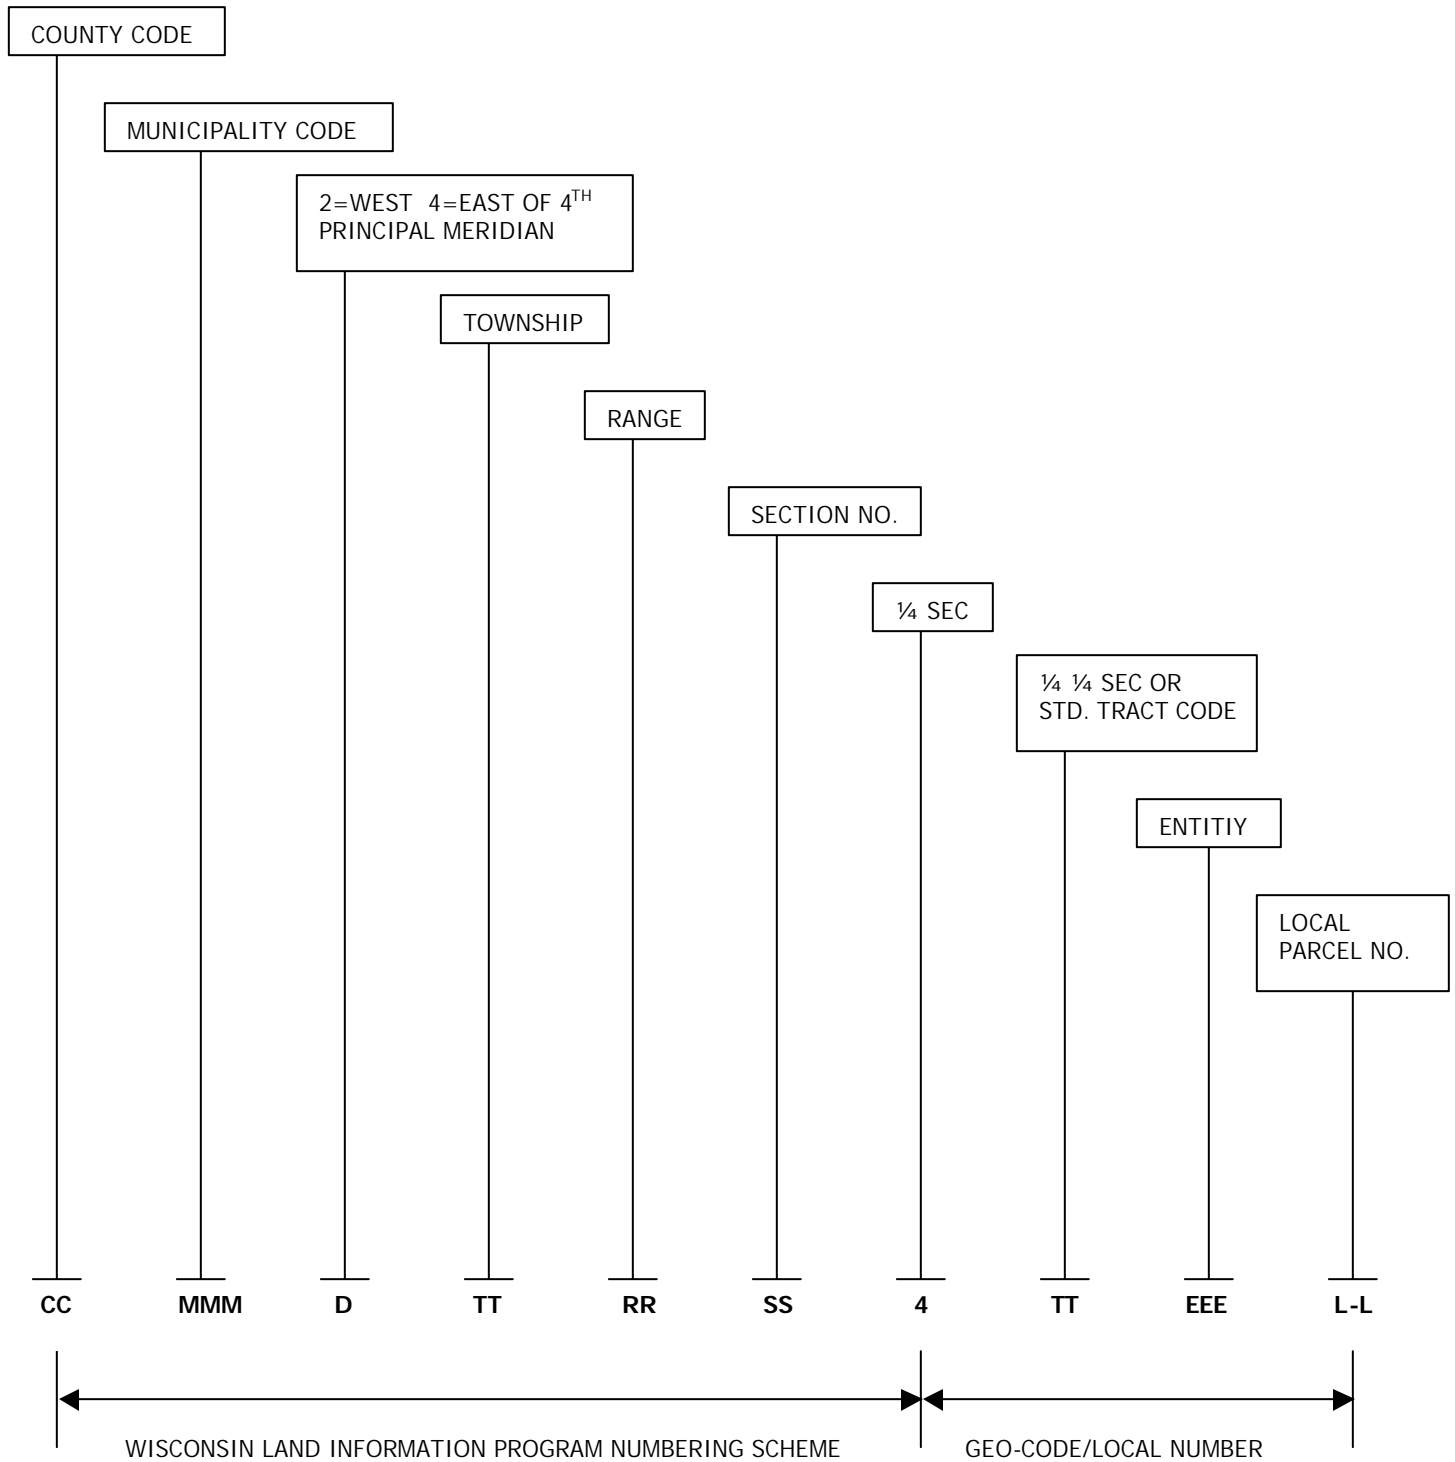 COUNTY CODE
MUNICIPALITY CODE
2=WEST 4=EAST OF 4TH
PRINCIPAL MERIDIAN
TOWNSHIP
RANGE
SECTION NO.
¼ SEC
¼ ¼ SEC OR
STD. TRACT CODE
ENTITIY
LOCAL
PARCEL NO.
CC MMM D TT RR SS 4 TT EEE L-L
WISCONSIN LAND INFORMATION PROGRAM NUMBERING SCHEME GEO-CODE/LOCAL NUMBER